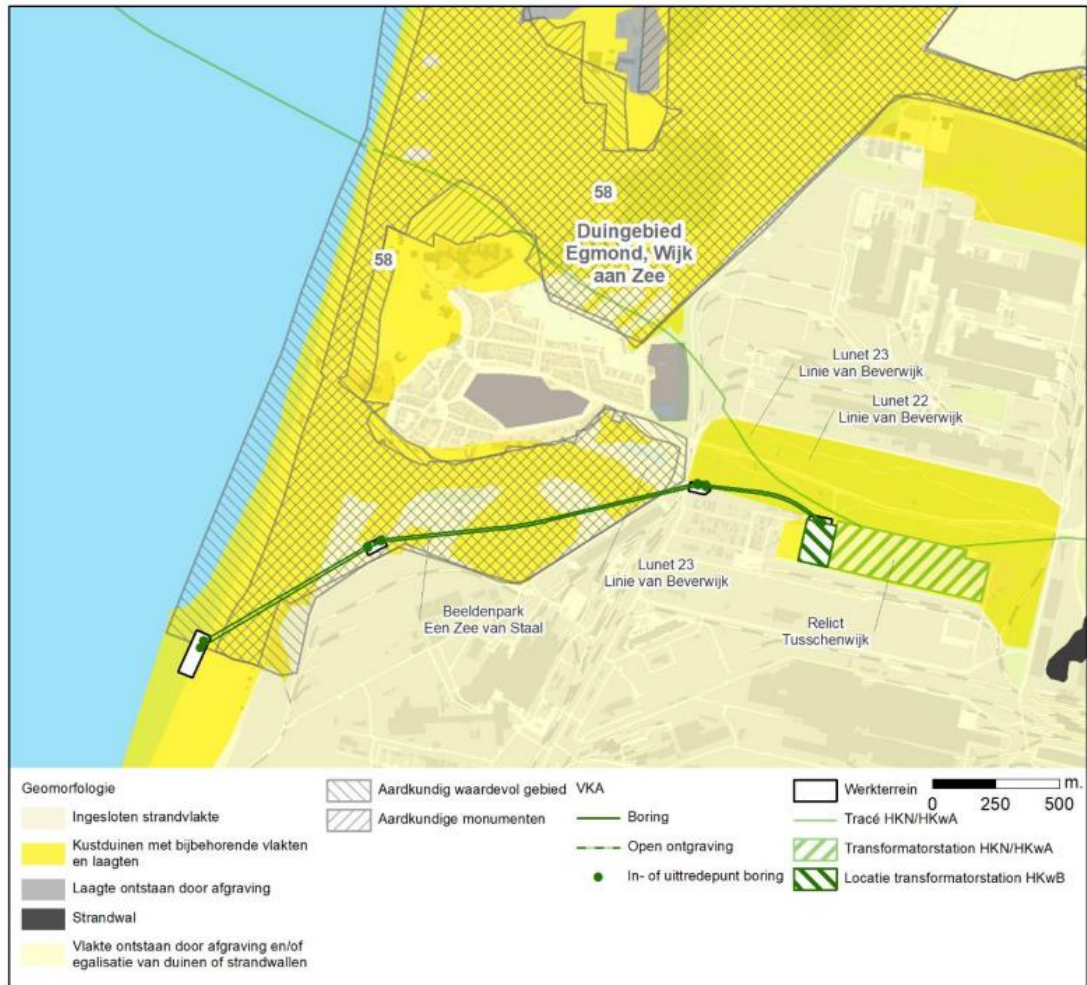 58
Duingebied
Egmond, Wijk
aan Zee
58
Lunet 23
Linie van Beverwijk
Lunet 22
Linie van Beverwijk
Lunet 23
Linie van Beverwijk
Beeldenpark
Een Zee van Staal
Relict
Tusschenwijk
Geomorfologie
Ingesloten strandvlakte
Kustduinen met bijbehorende vlakten
en laagten
Laagte ontstaan door afgraving
Strandwal
Vlakte ontstaan door afgraving en/of
egalisatie van duinen of strandwallen
Aardkundig waardevol gebied
Aardkundige monumenten
VKA
Boring
Open ontgraving
In- of uittredepunt boring
Werkterrein
Tracé HKN/HKwA
Transformatorstation HKN/HKwA
Locatie transformatorstation HKwB
m.
0 250 500